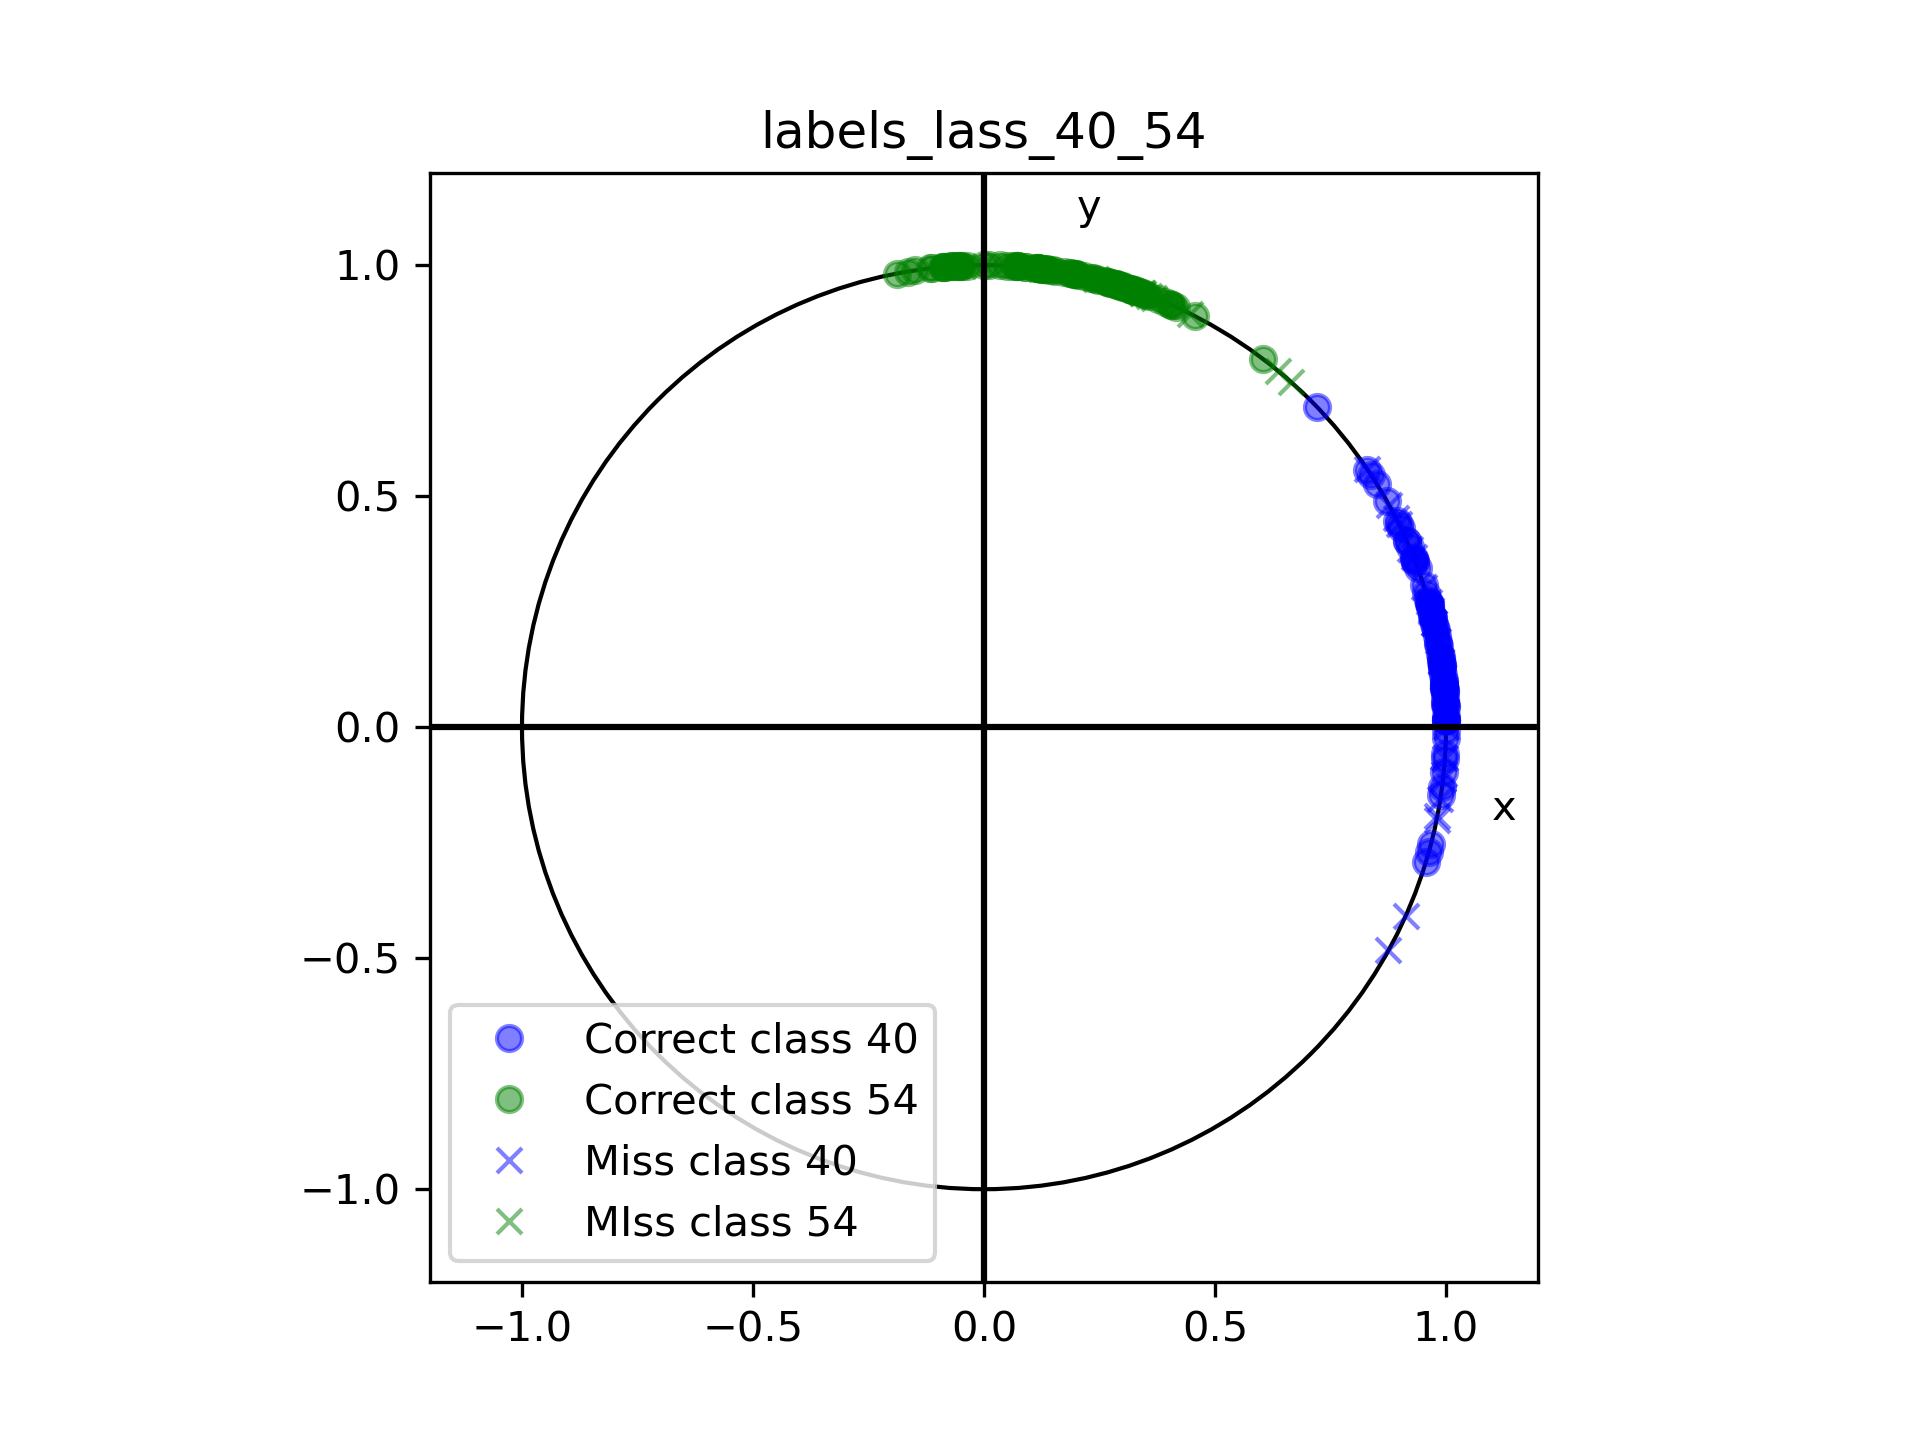 labels_lass_40_54
y
1.0
0.5
0.0
x
−0.5
−1.0
Correct class 40
Correct class 54
Miss class 40
MIss class 54
−1.0 −0.5 0.0 0.5 1.0